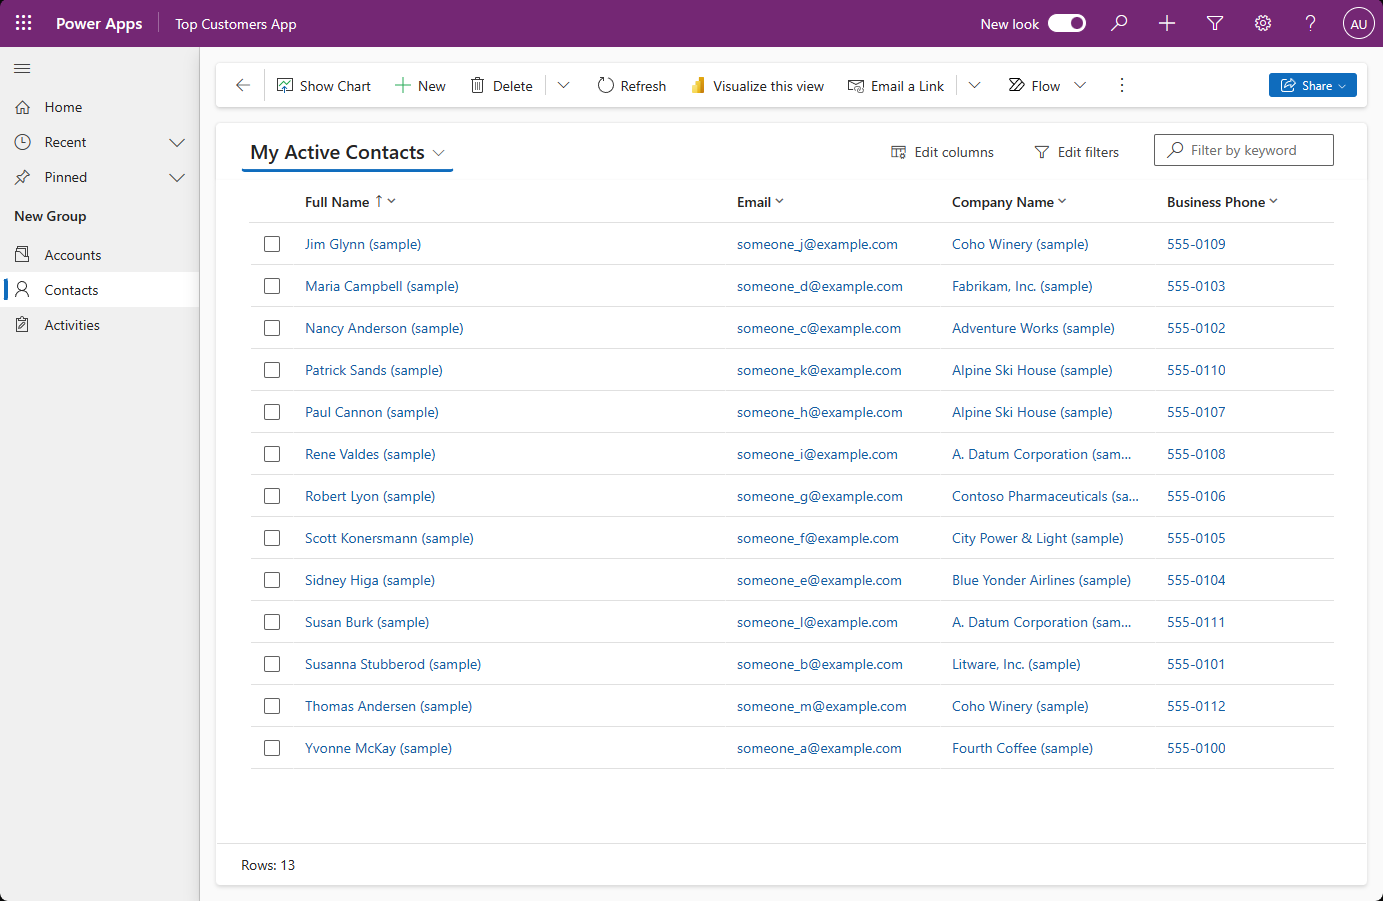 Power Apps Top Customers App New look AU
Show Chart New Delete Refresh Visualize this view Email a Link Flow Share
Home
Recent
Pinned
New Group
Accounts
Contacts
Activities
My Active Contacts Edit columns Edit filters Filter by keyword
Full Name Email Company Name Business Phone
Jim Glynn (sample) someone_j@example.com Coho Winery (sample) 555-0109
Maria Campbell (sample) someone_d@example.com Fabrikam, Inc. (sample) 555-0103
Nancy Anderson (sample) someone_c@example.com Adventure Works (sample) 555-0102
Patrick Sands (sample) someone_k@example.com Alpine Ski House (sample) 555-0110
Paul Cannon (sample) someone_h@example.com Alpine Ski House (sample) 555-0107
Rene Valdes (sample) someone_i@example.com A. Datum Corporation (sam... 555-0108
Robert Lyon (sample) someone_g@example.com Contoso Pharmaceuticals (sa... 555-0106
Scott Konersmann (sample) someone_f@example.com City Power & Light (sample) 555-0105
Sidney Higa (sample) someone_e@example.com Blue Yonder Airlines (sample) 555-0104
Susan Burk (sample) someone_l@example.com A. Datum Corporation (sam... 555-0111
Susanna Stubberod (sample) someone_b@example.com Litware, Inc. (sample) 555-0101
Thomas Andersen (sample) someone_m@example.com Coho Winery (sample) 555-0112
Yvonne McKay (sample) someone_a@example.com Fourth Coffee (sample) 555-0100
Rows: 13